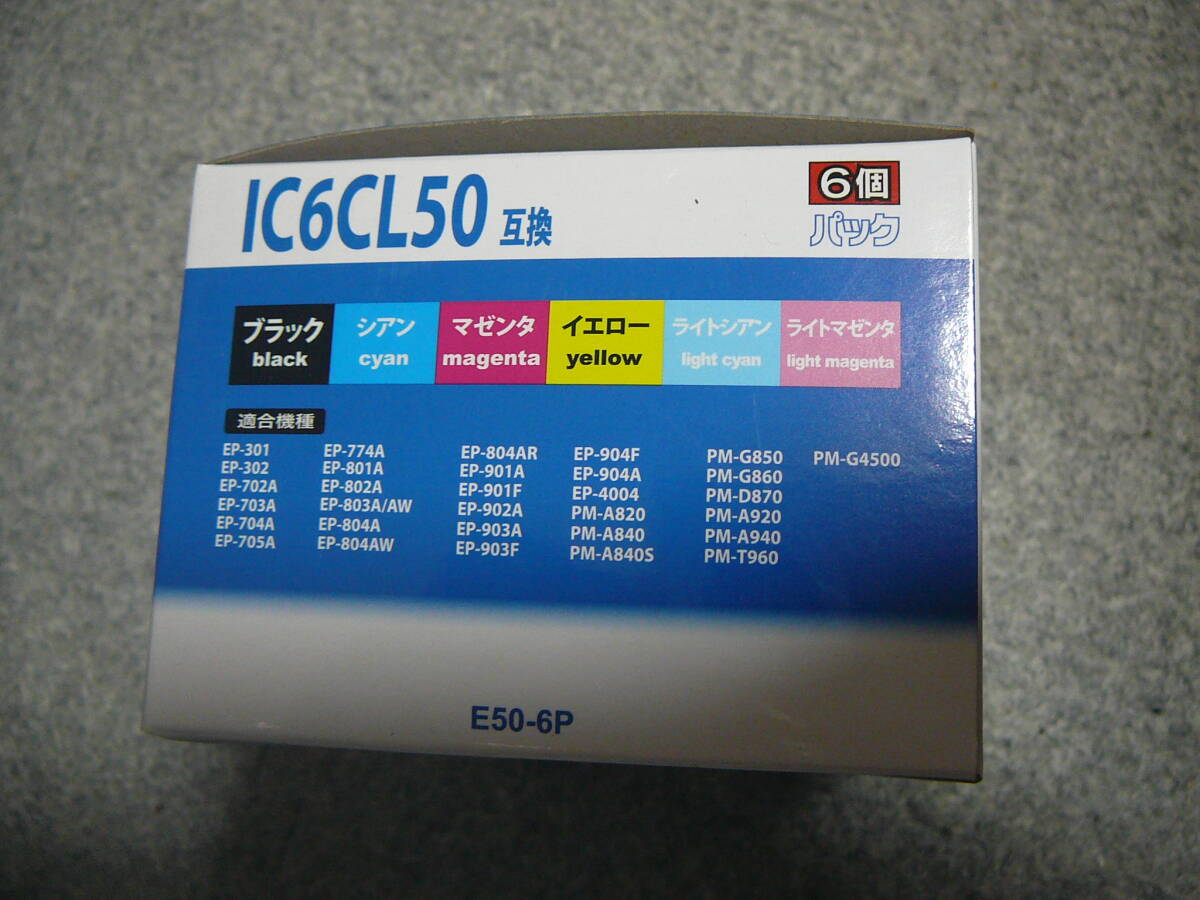 IC6CL50 互換
6個
パック
ブラック シアン マゼンタ イエロー ライトシアン ライトマゼンタ
black cyan magenta yellow light cyan light magenta
適合機種
EP-301 EP-774A EP-804AR EP-904F PM-G850 PM-G4500
EP-302 EP-801A EP-901A EP-904A PM-G860
EP-702A EP-802A EP-901F EP-4004 PM-D870
EP-703A EP-803A/AW EP-902A PM-A820 PM-A920
EP-704A EP-804A EP-903A PM-A840 PM-A940
EP-705A EP-804AW EP-903F PM-A840S PM-T960
E50-6P